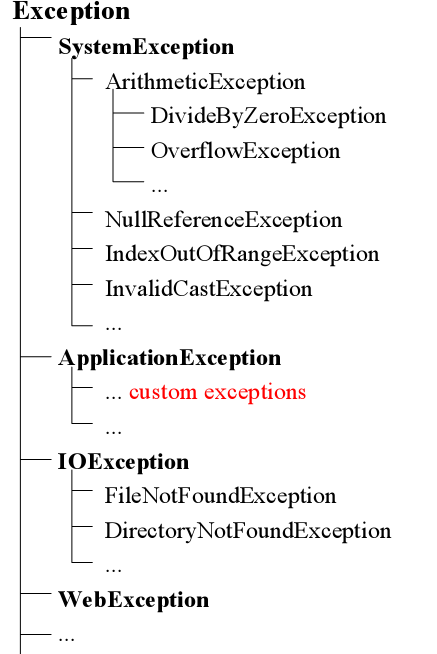 Exception
SystemException
ArithmeticException
DivideByZeroException
OverflowException
...
NullReferenceException
IndexOutOfRangeException
InvalidCastException
...
ApplicationException
... custom exceptions
...
IOException
FileNotFoundException
DirectoryNotFoundException
...
WebException
...